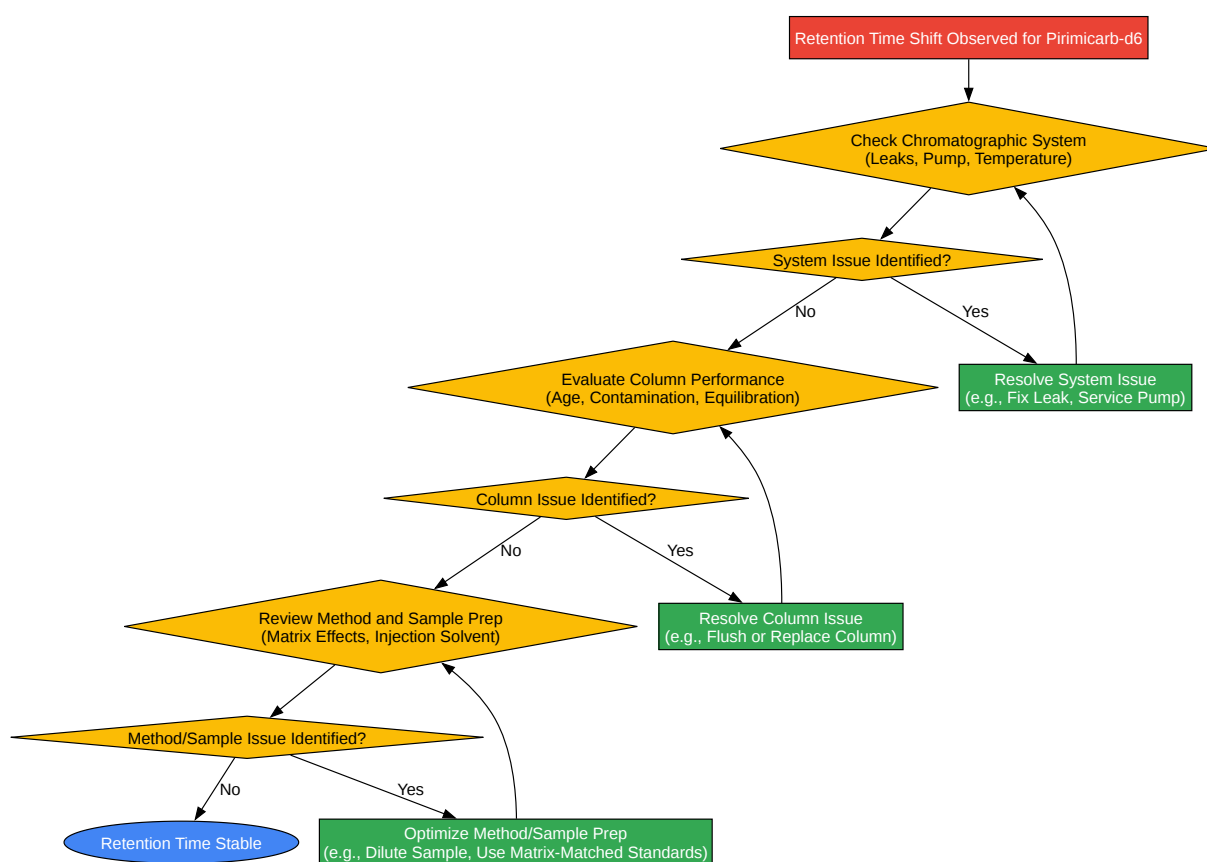 Retention Time Shift Observed for Pirimicarb-d6
Check Chromatographic System
(Leaks, Pump, Temperature)
System Issue Identified?
No
Yes
Evaluate Column Performance
(Age, Contamination, Equilibration)
Resolve System Issue
(e.g., Fix Leak, Service Pump)
Column Issue Identified?
No
Yes
Review Method and Sample Prep
(Matrix Effects, Injection Solvent)
Resolve Column Issue
(e.g., Flush or Replace Column)
Method/Sample Issue Identified?
No
Yes
Retention Time Stable
Optimize Method/Sample Prep
(e.g., Dilute Sample, Use Matrix-Matched Standards)